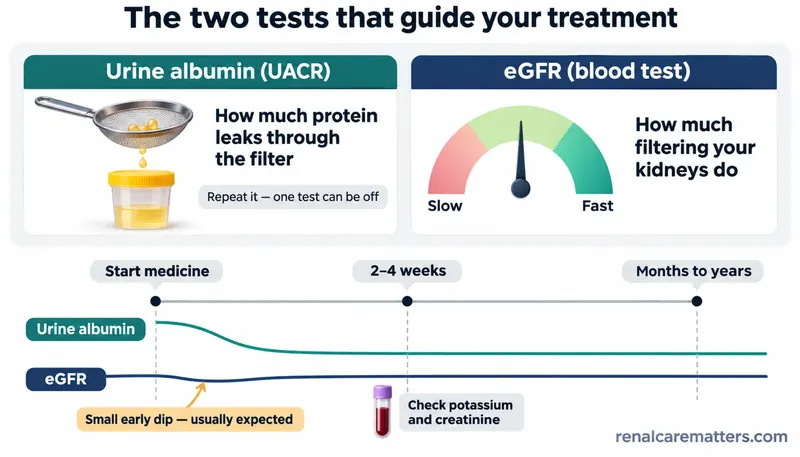 The two tests that guide your treatment
Urine albumin (UACR)
How much protein
leaks through
the filter
Repeat it — one test can be off
eGFR (blood test)
How much
filtering your
kidneys do
Slow
Fast
Start medicine
2–4 weeks
Months to years
Urine albumin
eGFR
Small early dip — usually expected
Check potassium
and creatinine
renalcarematters.com